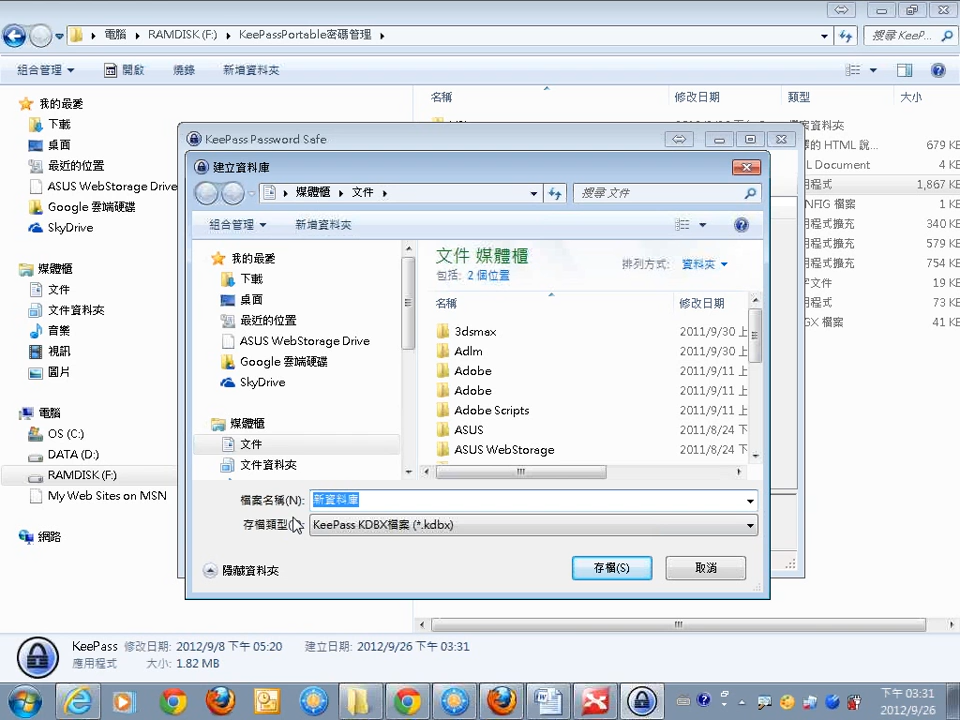 電腦 RAMDISK (F:) KeePassPortable密碼管理
搜尋 KeeP...
組合管理 開啟 燒錄 新增資料夾
名稱 修改日期 類型 大小
我的最愛
下載
桌面
最近的位置
ASUS WebStorage Drive
Google 雲端硬碟
SkyDrive
媒體櫃
文件
文件資料夾
音樂
視訊
圖片
電腦
OS (C:)
DATA (D:)
RAMDISK (F:)
My Web Sites on MSN
網路
檔案資料夾
的 HTML 說... 679 KB
L Document 4 KB
用程式 1,867 KB
NFIG 檔案 1 KB
用程式擴充 340 KB
用程式擴充 579 KB
用程式擴充 754 KB
字文件 19 KB
用程式 73 KB
GX 檔案 41 KB
KeePass Password Safe
建立資料庫
媒體櫃 文件
搜尋 文件
組合管理 新增資料夾
我的最愛
下載
桌面
最近的位置
ASUS WebStorage Drive
Google 雲端硬碟
SkyDrive
媒體櫃
文件
文件資料夾
文件 媒體櫃
包括: 2 個位置
排列方式: 資料夾
名稱 修改日期
3dsmax 2011/9/30 上
Adlm 2011/9/30 上
Adobe 2011/9/11 上
Adobe 2011/9/11 上
Adobe Scripts 2011/9/11 上
ASUS 2011/8/24 下
ASUS WebStorage 2011/8/24 下
檔案名稱(N): 新資料庫
存檔類型(T): KeePass KDBX檔案 (*.kdbx)
隱藏資料夾
存檔(S) 取消
KeePass 修改日期: 2012/9/8 下午 05:20 建立日期: 2012/9/26 下午 03:31
應用程式 大小: 1.82 MB
下午 03:31
2012/9/26